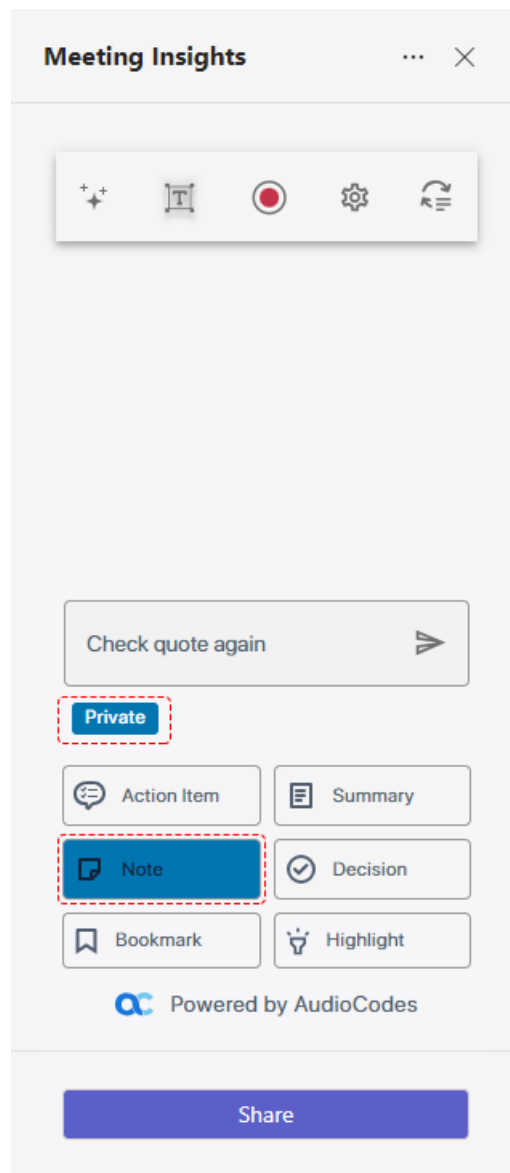 Meeting Insights
Check quote again
Private
Action Item
Summary
Note
Decision
Bookmark
Highlight
Powered by AudioCodes
Share